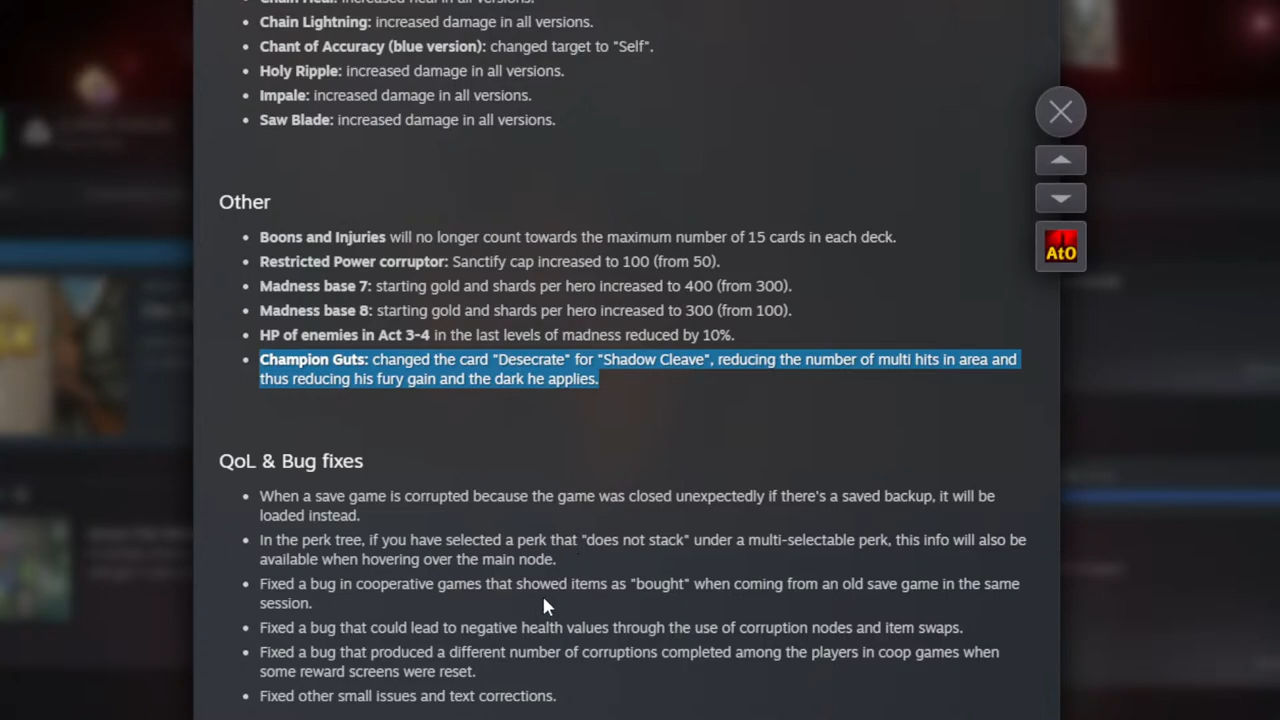 Chain Heal: increased heal in all versions.
Chain Lightning: increased damage in all versions.
Chant of Accuracy (blue version): changed target to "Self".
Holy Ripple: increased damage in all versions.
Impale: increased damage in all versions.
Saw Blade: increased damage in all versions.
Other
Boons and Injuries will no longer count towards the maximum number of 15 cards in each deck.
Restricted Power corruptor: Sanctify cap increased to 100 (from 50).
Madness base 7: starting gold and shards per hero increased to 400 (from 300).
Madness base 8: starting gold and shards per hero increased to 300 (from 100).
HP of enemies in Act 3-4 in the last levels of madness reduced by 10%.
Champion Guts: changed the card "Desecrate" for "Shadow Cleave", reducing the number of multi hits in area and
thus reducing his fury gain and the dark he applies.
AtO
QoL & Bug fixes
When a save game is corrupted because the game was closed unexpectedly if there's a saved backup, it will be
loaded instead.
In the perk tree, if you have selected a perk that "does not stack" under a multi-selectable perk, this info will also be
available when hovering over the main node.
Fixed a bug in cooperative games that showed items as "bought" when coming from an old save game in the same
session.
Fixed a bug that could lead to negative health values through the use of corruption nodes and item swaps.
Fixed a bug that produced a different number of corruptions completed among the players in coop games when
some reward screens were reset.
Fixed other small issues and text corrections.